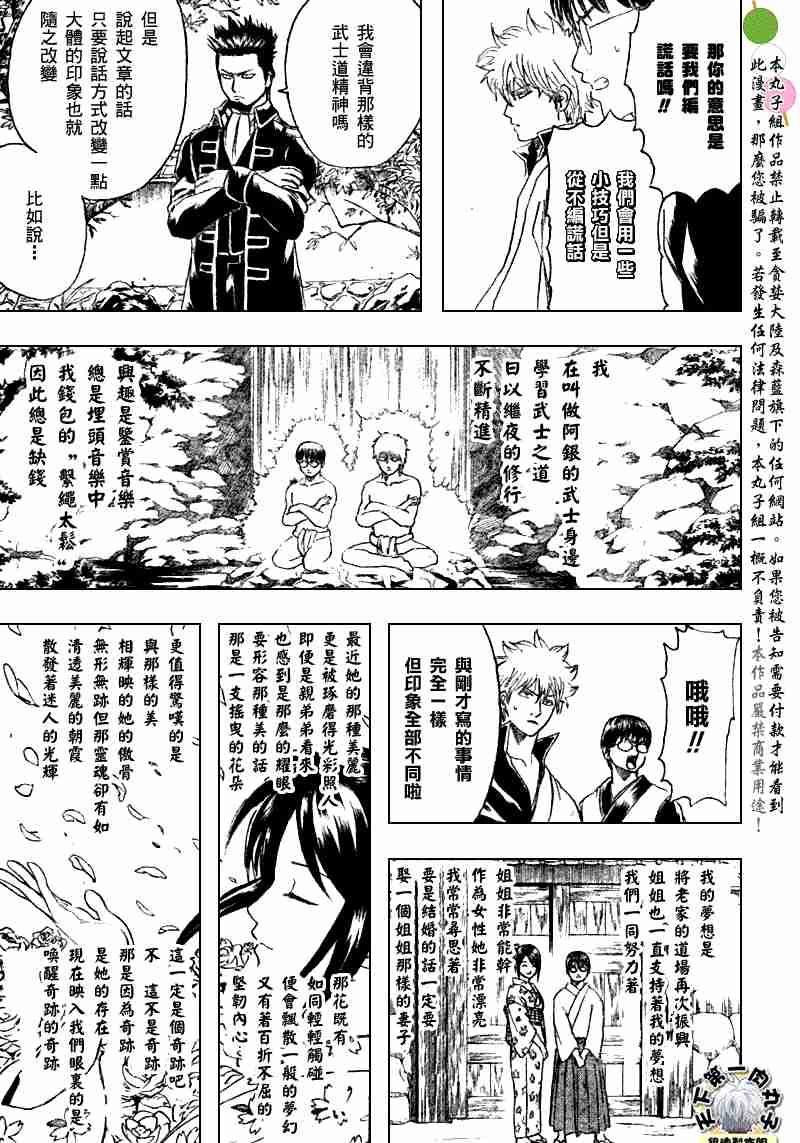 那你的意思是
要我們編
謊話嗎!!
我們會用一些
小技巧但是
從不編謊話
我會違背那樣的
武士道精神嗎
但是
說起文章的話
只要說話方式改變一點
大體的印象也就
隨之改變
比如說…
我
在叫做阿銀的武士身邊
學習武士之道
日以繼夜的修行
不斷精進
興趣是鑒賞音樂
總是埋頭音樂中
我錢包的”繫繩太鬆“
因此總是缺錢
哦哦!!
與剛才寫的事情
完全一樣
但印象全部不同啦
我的夢想是
將老家的道場再次振興
姐姐也一直支持著我的夢想
我們一同努力著
姐姐非常能幹
作為女性她非常漂亮
我常常尋思著
要是結婚的話一定要
娶一個姐姐那樣的妻子
最近她的那種美麗
更是被琢磨得光彩照人
即便是親弟弟看來
也感到是那麼的耀眼
要形容那種美的話
那是一支搖曳的花朵
那花既有
如同輕輕觸碰
便會飄散一般的夢幻
又有著百折不屈的
堅韌內心
更值得驚嘆的是
與那樣的美
相輝映的她的傲骨
無形無跡但那靈魂卻有如
清透美麗的朝霞
散發著迷人的光輝
這一定是個奇跡吧
不 這不是奇跡
那是因為奇跡
是她的存在
現在映入我們眼裏的是
喚醒奇跡的奇跡
本丸子組作品禁止轉載至貪婪大陸及森藍旗下的任何網站。如果您被告知需要付款才能看到
此漫畫，那麼您被騙了。若發生任何法律問題，本丸子組一概不負責！本作品嚴禁商業用途！
天下第一丸子